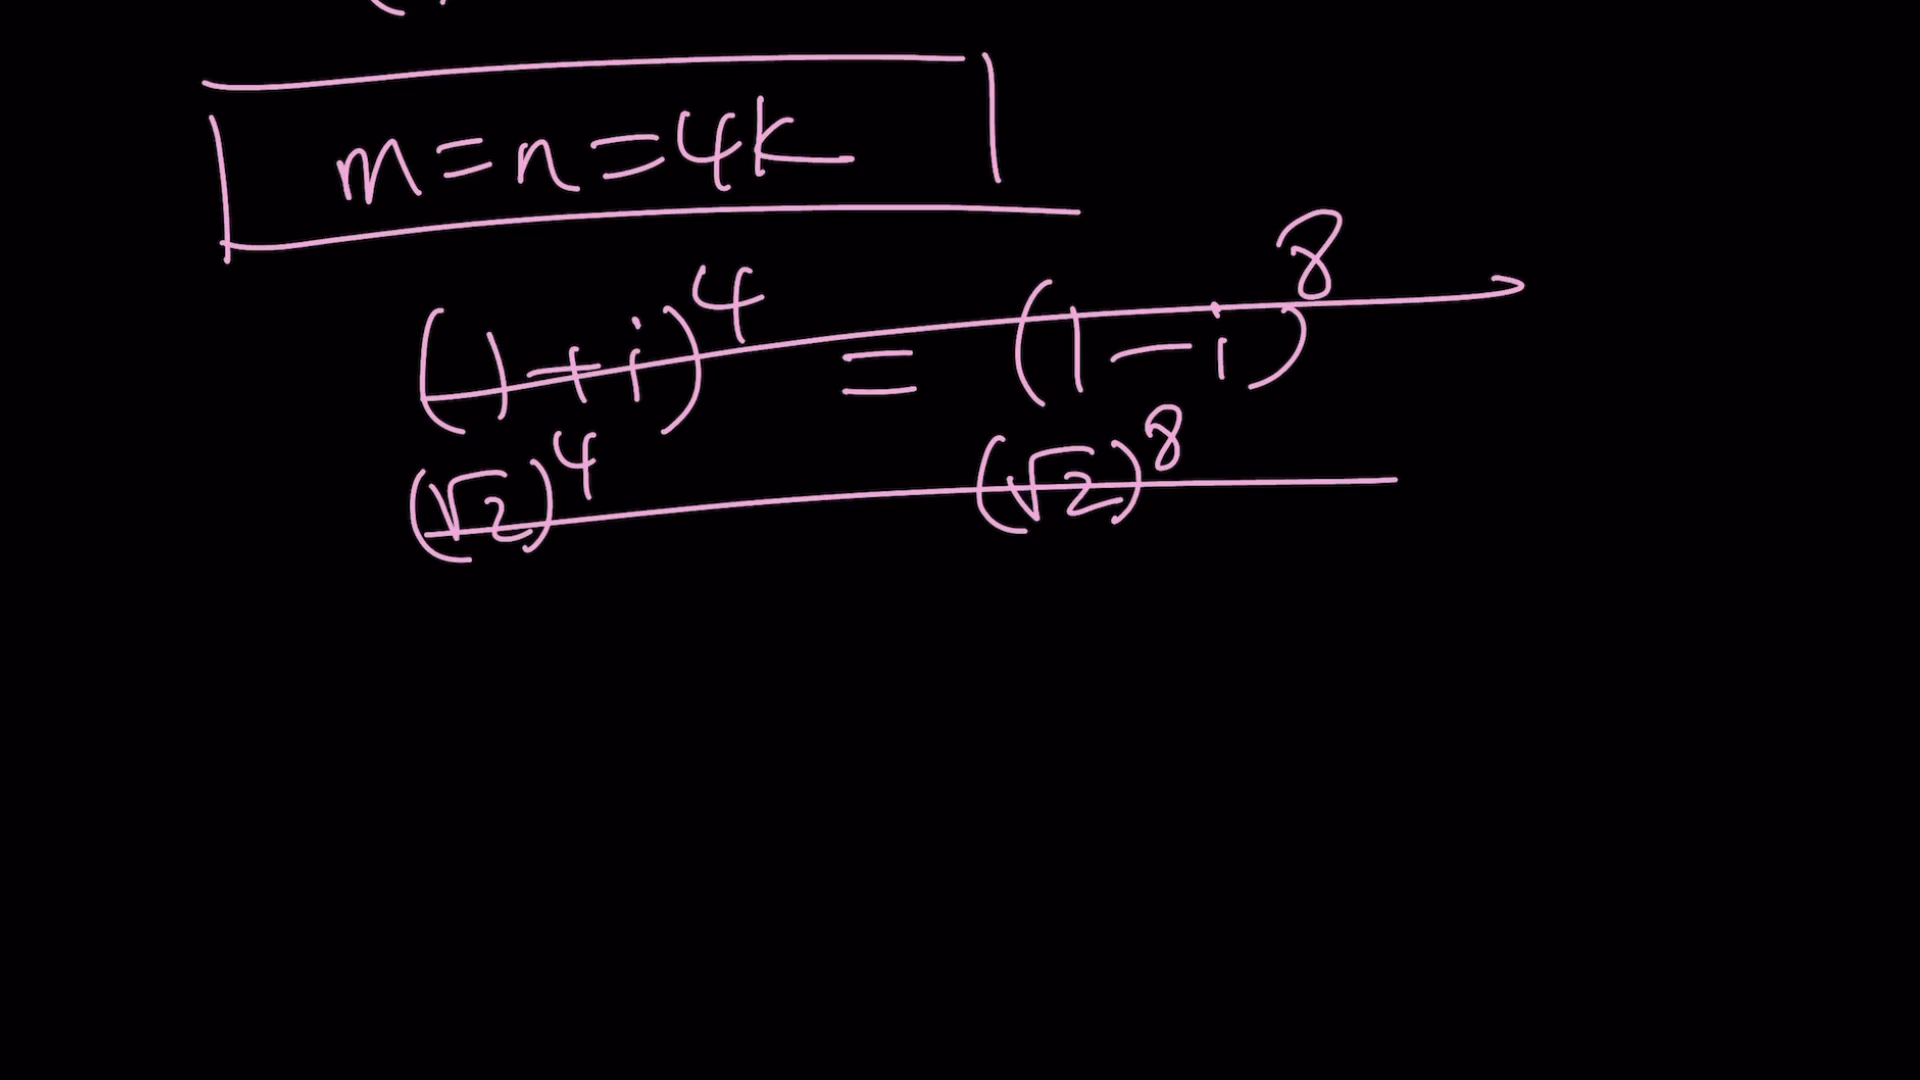 m=n=4k
(1+i)⁴ = (1-i)⁸
(√2)⁴ (√2)⁸